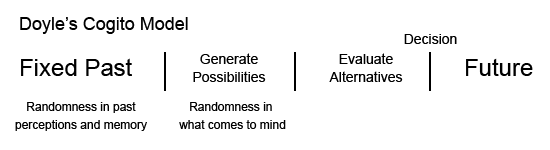 Doyle's Cogito Model
Decision
Fixed Past
Generate
Possibilities
Evaluate
Alternatives
Future
Randomness in past
perceptions and memory
Randomness in
what comes to mind